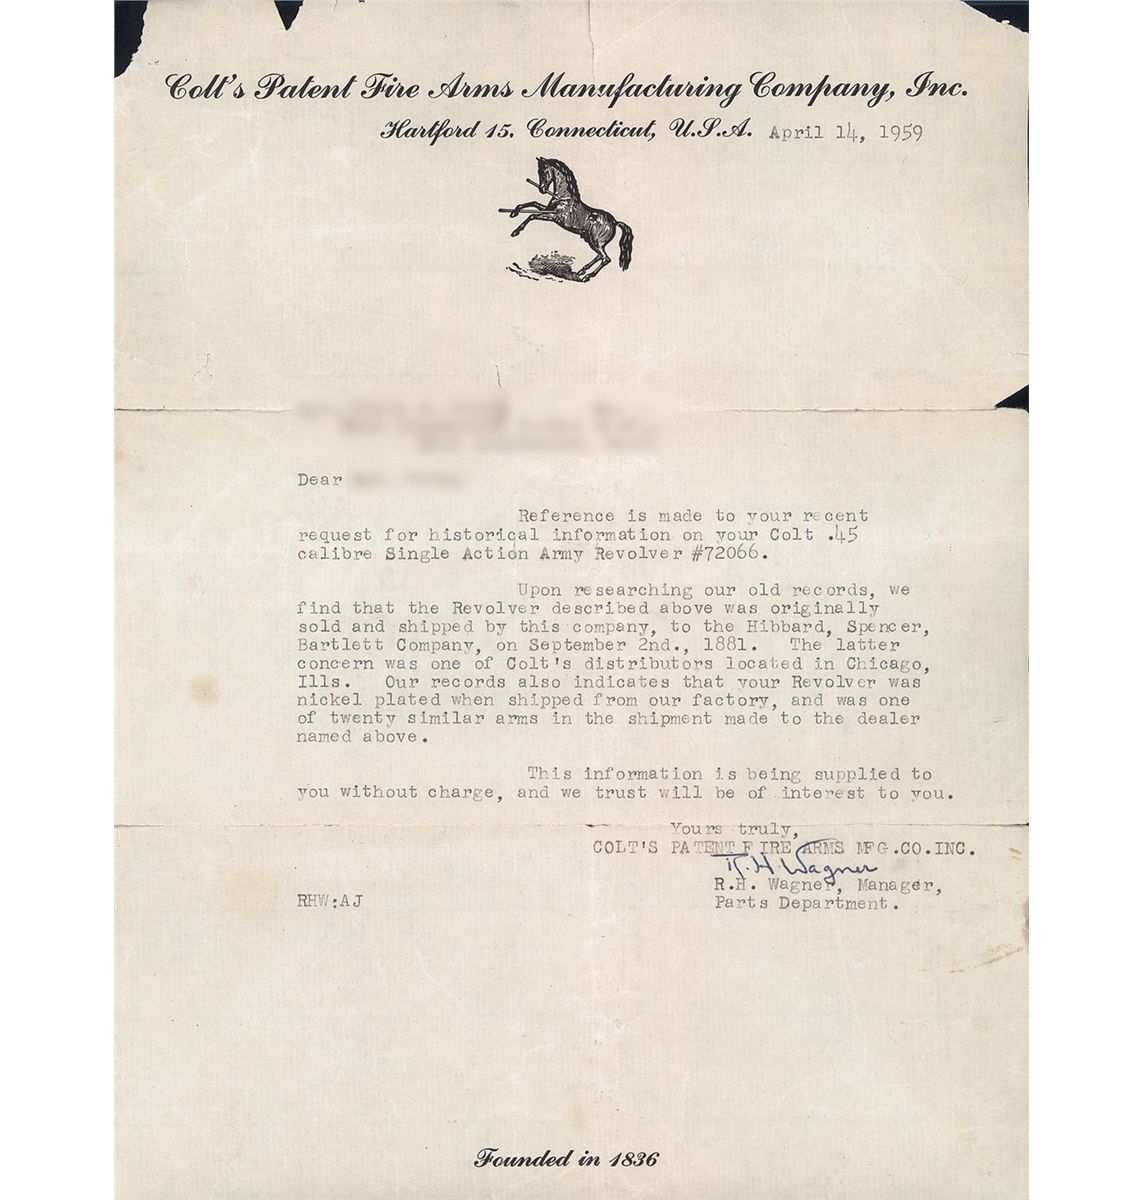 Colt's Patent Fire Arms Manufacturing Company, Inc.
Hartford 15, Connecticut, U.S.A. April 14, 1959
Dear
Reference is made to your recent
request for historical information on your Colt .45
calibre Single Action Army Revolver #72066.
Upon researching our old records, we
find that the Revolver described above was originally
sold and shipped by this company, to the Hibbard, Spencer,
Bartlett Company, on September 2nd., 1881. The latter
concern was one of Colt's distributors located in Chicago,
Ills. Our records also indicates that your Revolver was
nickel plated when shipped from our factory, and was one
of twenty similar arms in the shipment made to the dealer
named above.
This information is being supplied to
you without charge, and we trust will be of interest to you.
Yours truly,
COLT'S PATENT FIRE ARMS MFG.CO.INC.
R.H. Wagner
R.H. Wagner, Manager,
RHW:AJ Parts Department.
Founded in 1836